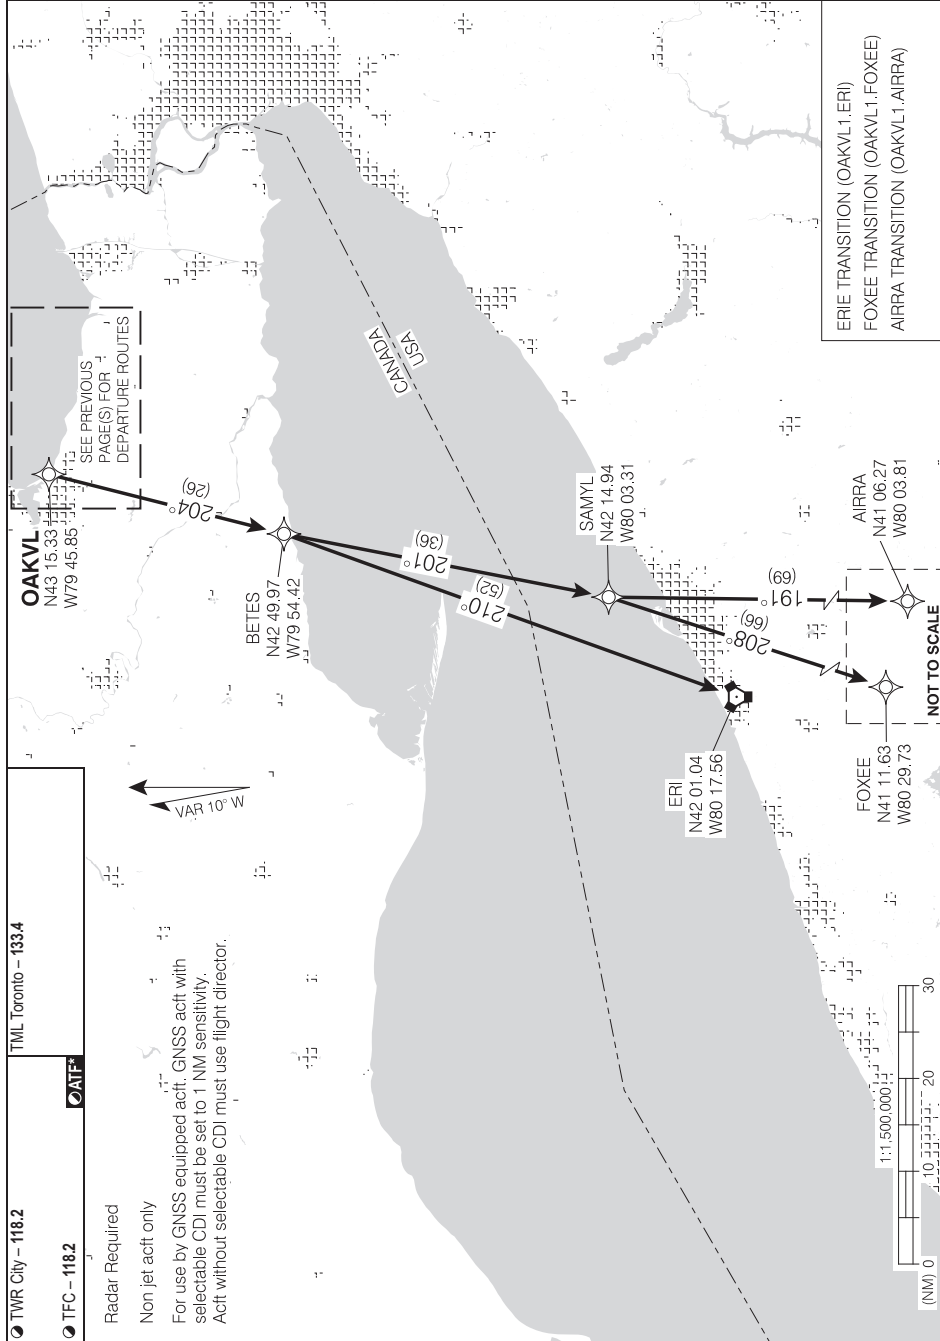 TWR City – 118.2
TML Toronto – 133.4
TFC – 118.2
ATF*
Radar Required
Non jet acft only
For use by GNSS equipped acft. GNSS acft with
selectable CDI must be set to 1 NM sensitivity.
Acft without selectable CDI must use flight director.
VAR 10° W
OAKVL
N43 15.33
W79 45.85
SEE PREVIOUS
PAGE(S) FOR
DEPARTURE ROUTES
204°
(26)
BETES
N42 49.97
W79 54.42
201°
(36)
210°
(52)
CANADA
USA
SAMYL
N42 14.94
W80 03.31
ERI
N42 01.04
W80 17.56
191°
(69)
208°
(66)
AIRRA
N41 06.27
W80 03.81
FOXEE
N41 11.63
W80 29.73
NOT TO SCALE
1:1,500,000
(NM) 0 10 20 30
ERIE TRANSITION (OAKVL1.ERI)
FOXEE TRANSITION (OAKVL1.FOXEE)
AIRRA TRANSITION (OAKVL1.AIRRA)